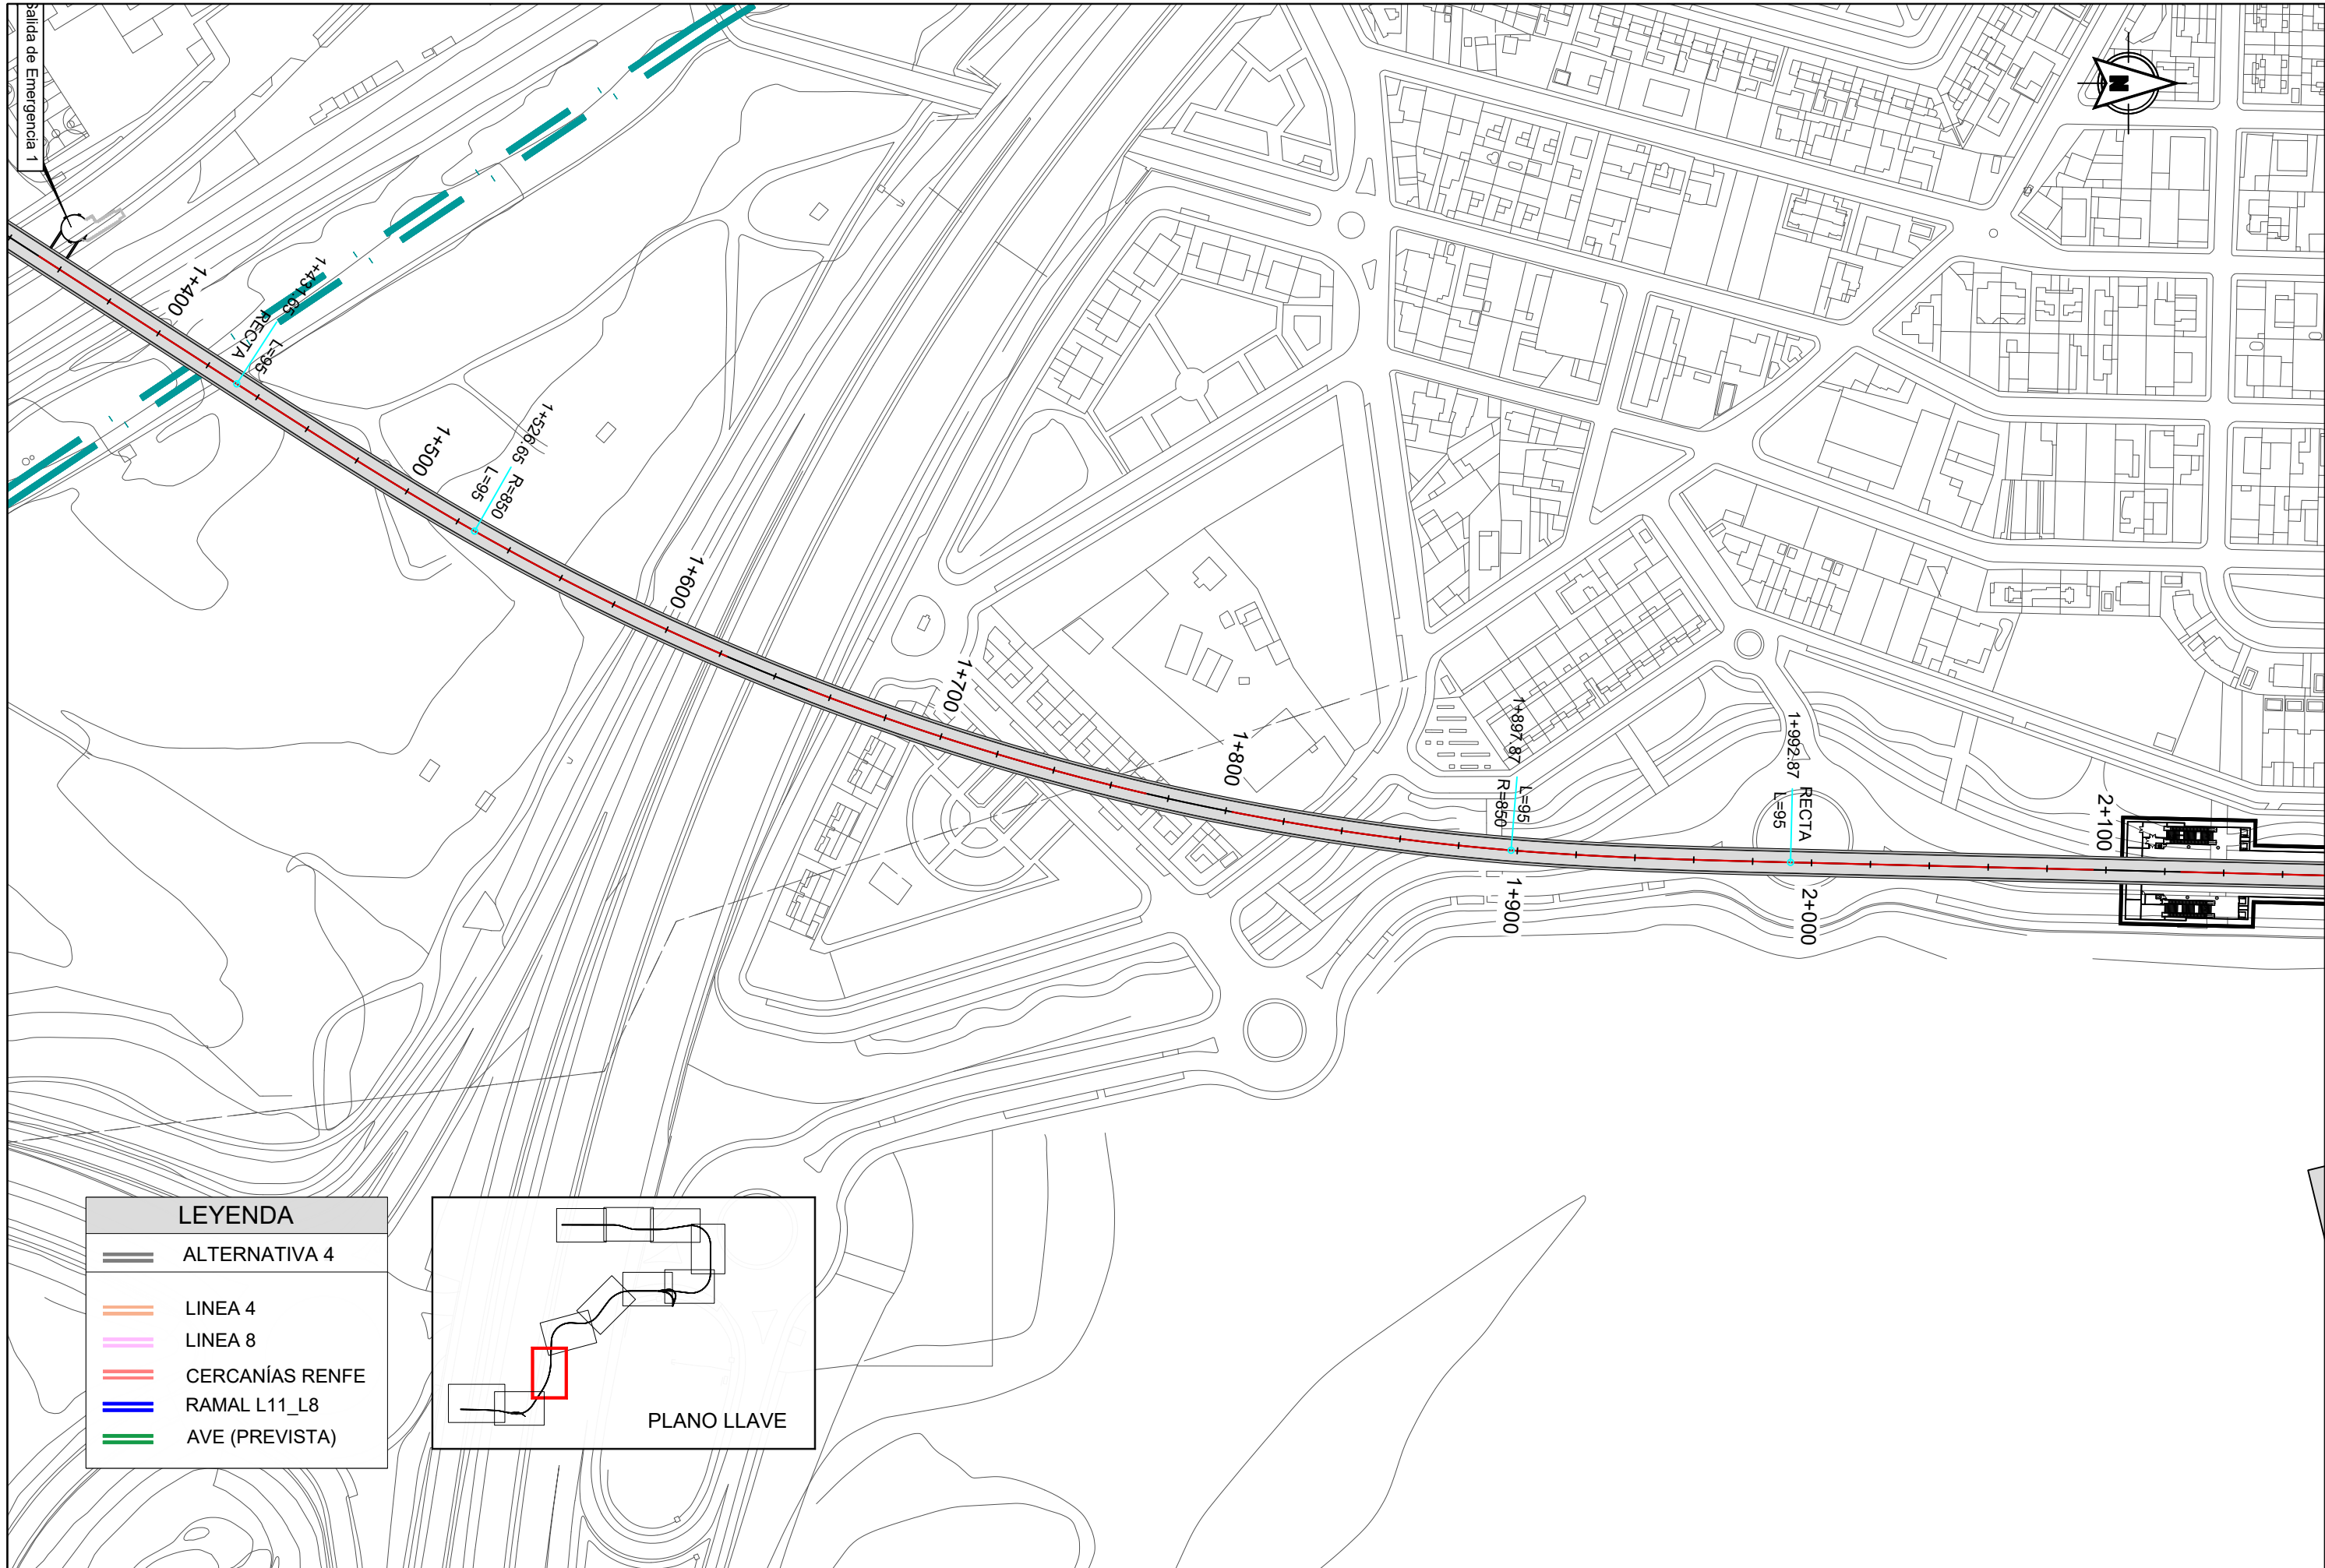 Salida de Emergencia 1
N
1+400
1+431.65
RECTA
L=95
1+500
1+526.65
R=850
L=95
1+600
1+700
1+800
1+897.87
L=95
R=850
1+900
1+992.87
RECTA
L=95
2+000
2+100
LEYENDA
ALTERNATIVA 4
LINEA 4
LINEA 8
CERCANÍAS RENFE
RAMAL L11_L8
AVE (PREVISTA)
PLANO LLAVE